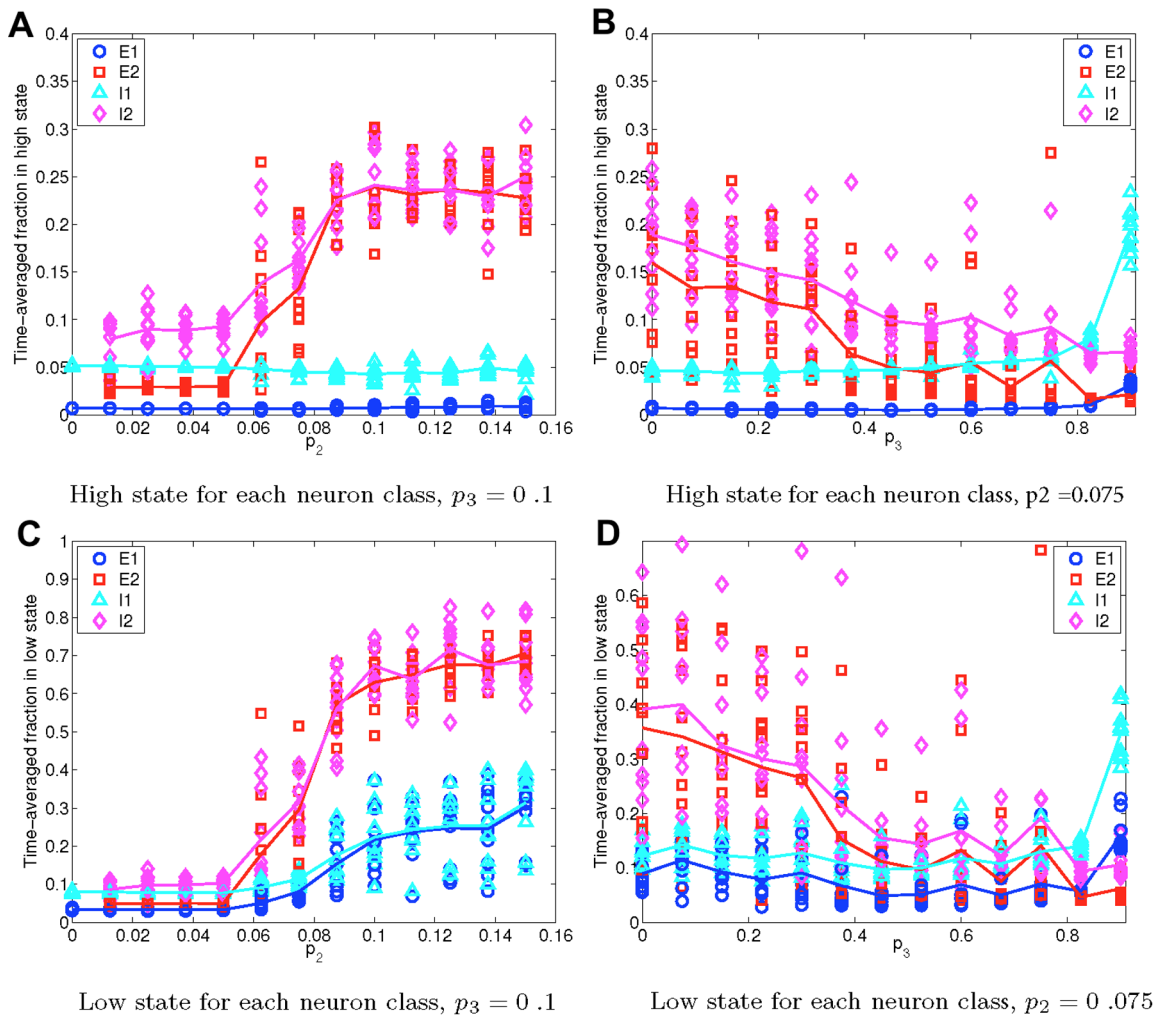 A
B
Time-averaged fraction in high state
0.4
0.35
0.3
0.25
0.2
0.15
0.1
0.05
0
E1
E2
I1
I2
0 0.02 0.04 0.06 0.08 0.1 0.12 0.14 0.16
p2
High state for each neuron class, p3 = 0 .1
Time-averaged fraction in high state
0.4
0.35
0.3
0.25
0.2
0.15
0.1
0.05
0
E1
E2
I1
I2
0 0.2 0.4 0.6 0.8
p3
High state for each neuron class, p2 =0.075
C
D
Time-averaged fraction in low state
1
0.9
0.8
0.7
0.6
0.5
0.4
0.3
0.2
0.1
0
E1
E2
I1
I2
0 0.02 0.04 0.06 0.08 0.1 0.12 0.14 0.16
p2
Low state for each neuron class, p3 = 0 .1
Time-averaged fraction in low state
0.6
0.5
0.4
0.3
0.2
0.1
0
E1
E2
I1
I2
0 0.2 0.4 0.6 0.8
p3
Low state for each neuron class, p2 = 0 .075